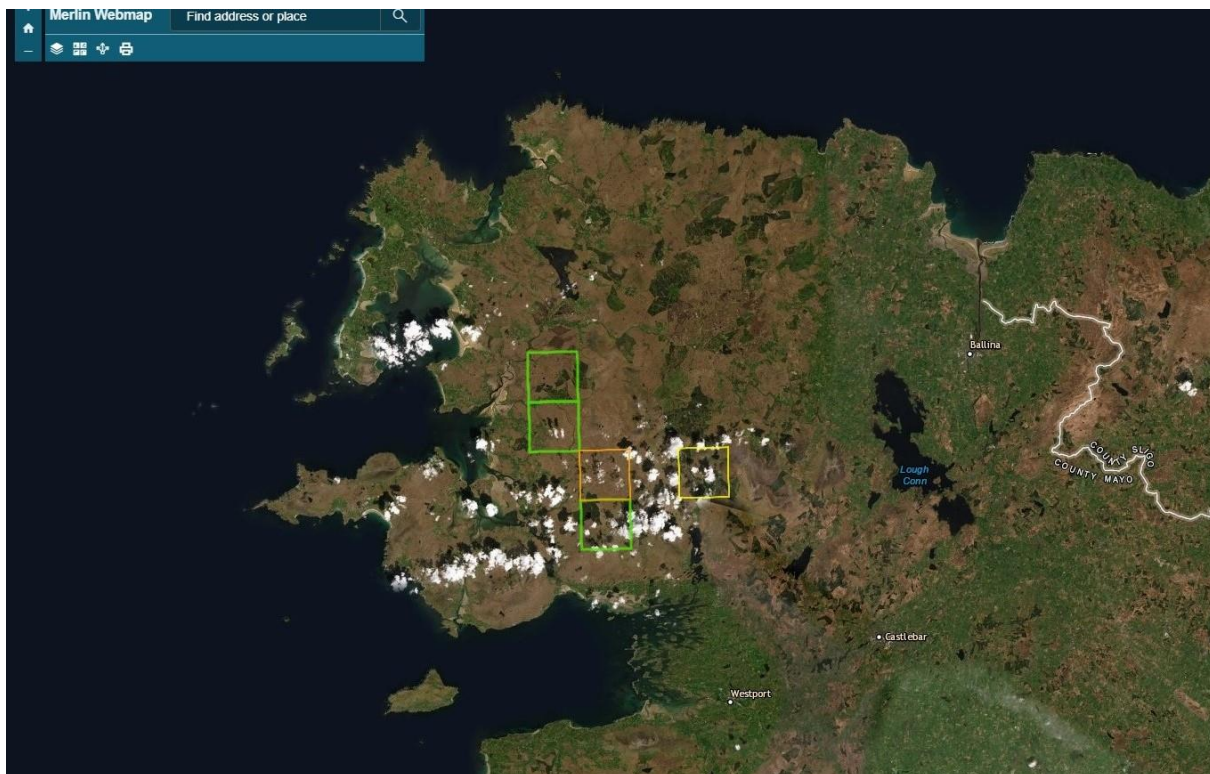 Merlin Webmap
Find address or place
Ballina
COUNTY SLIGO
COUNTY MAYO
Lough
Conn
Castlebar
Westport